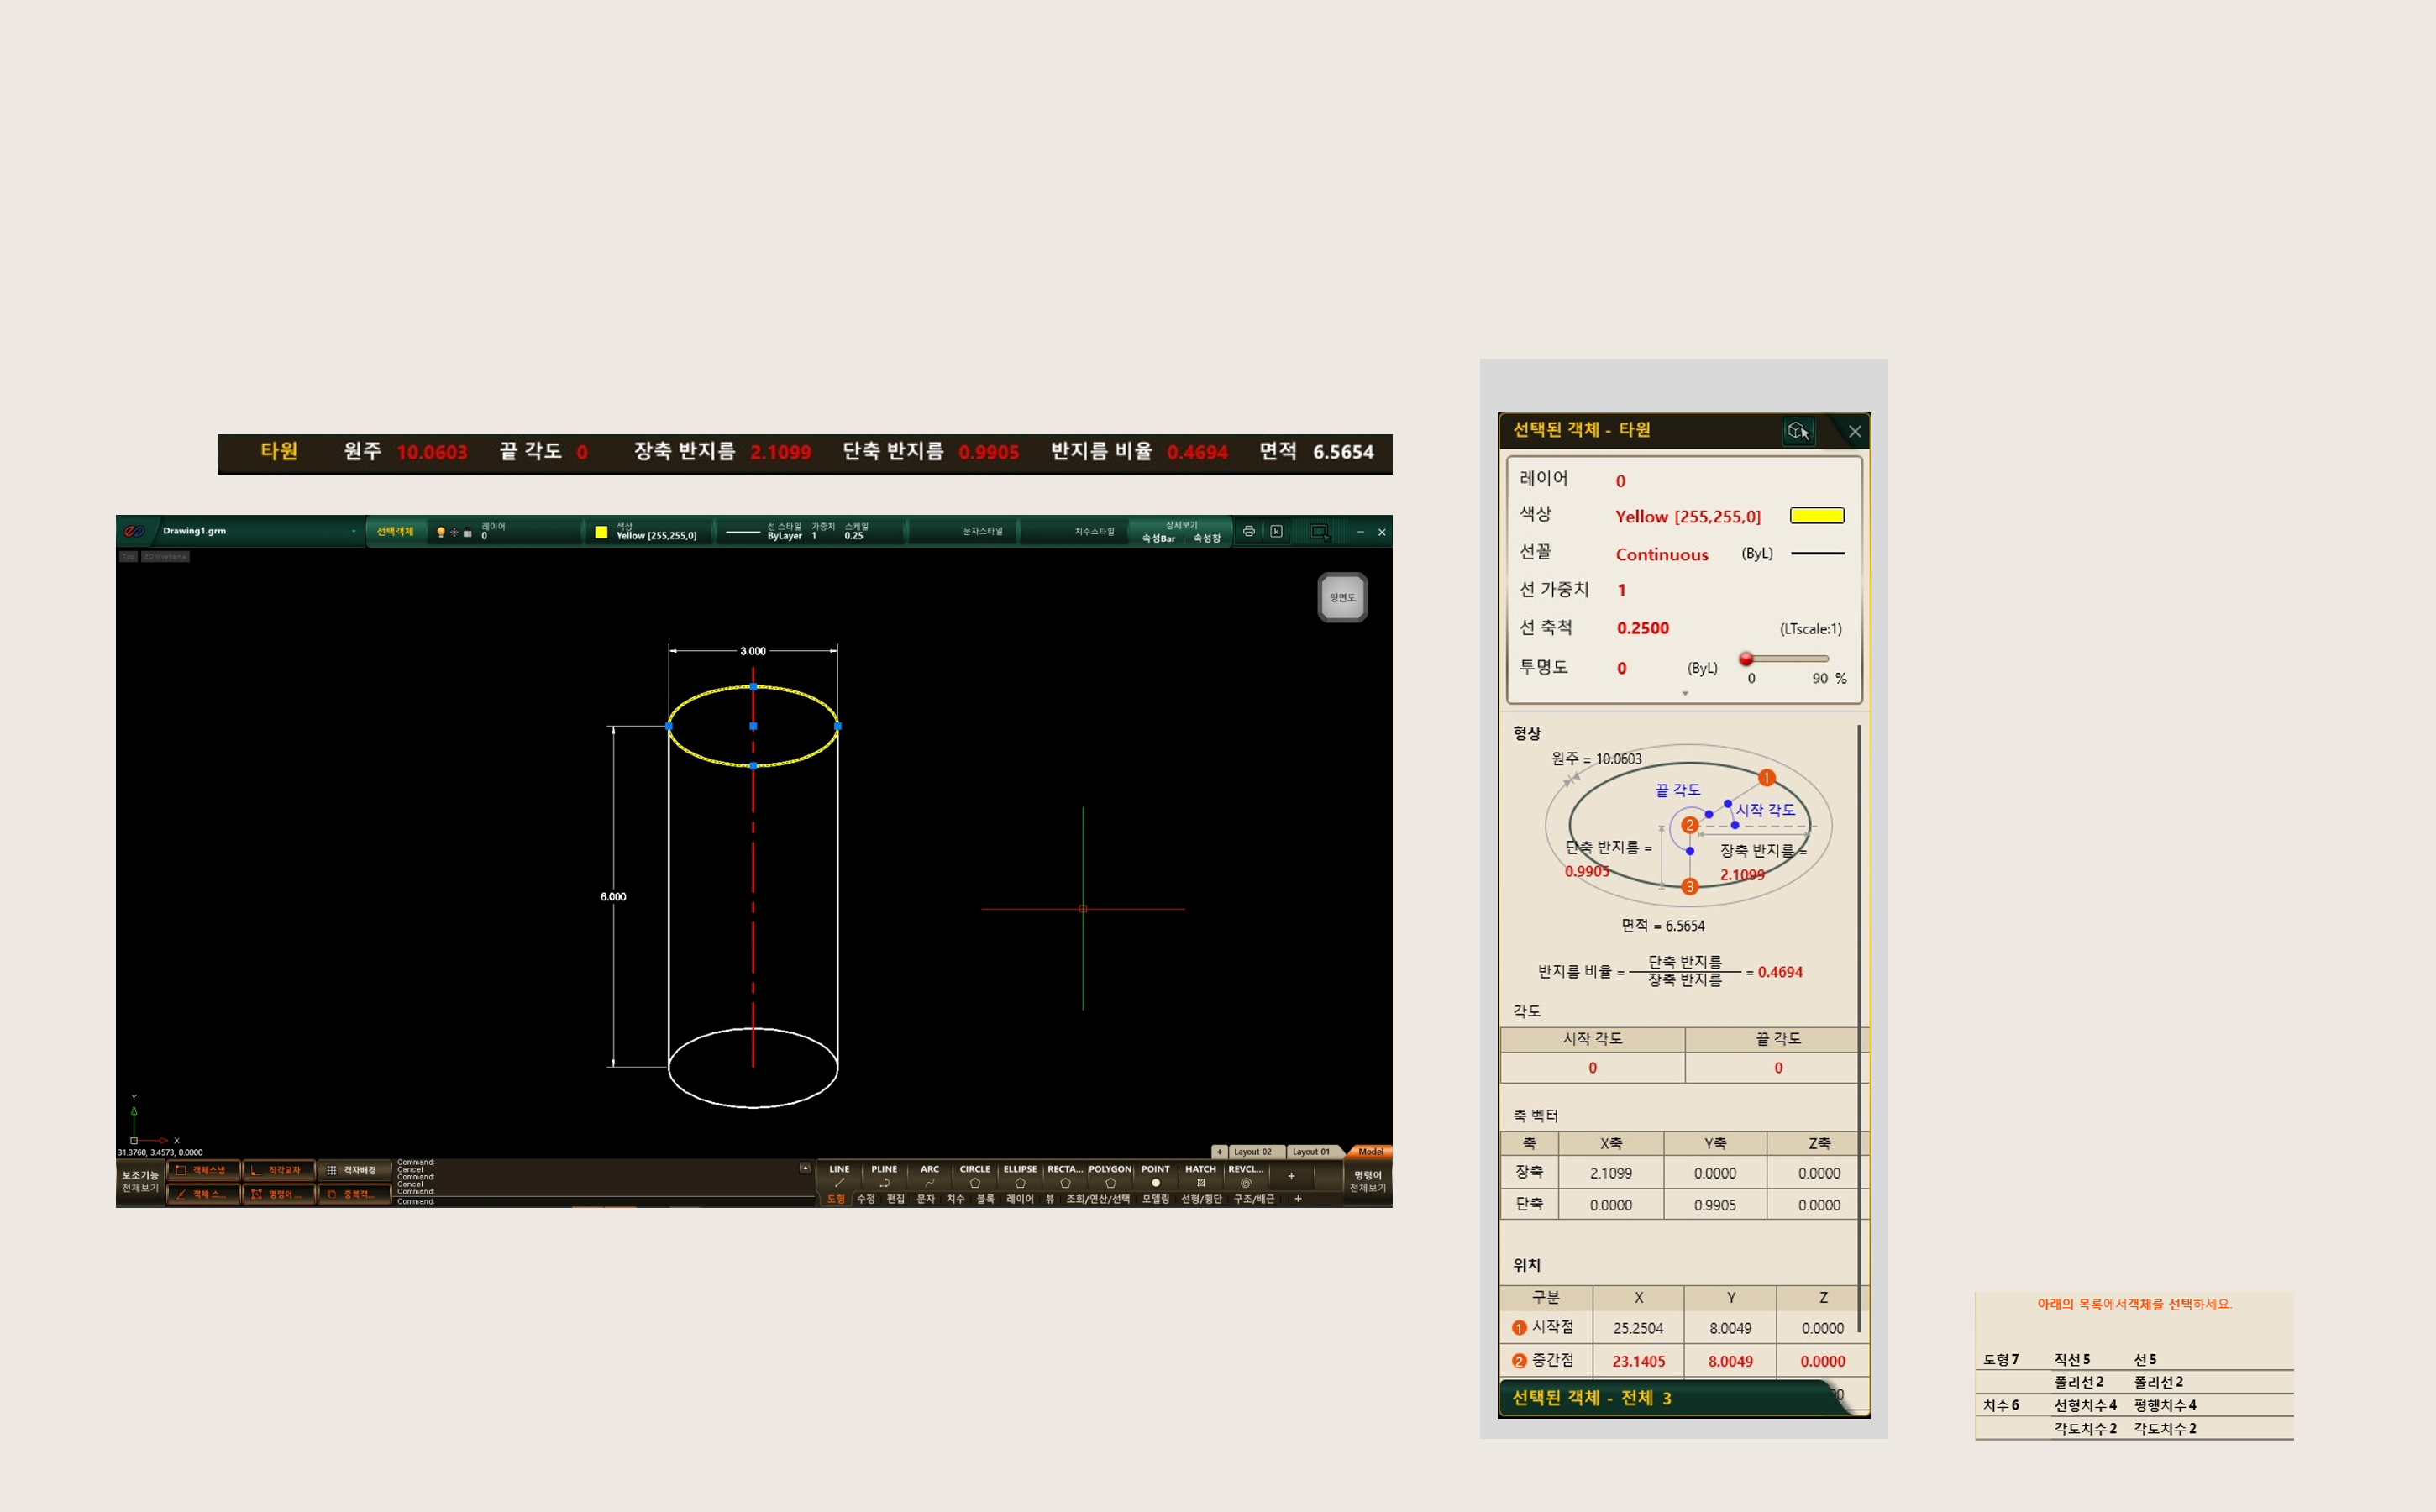 타원 원주 10.0603 끝 각도 0 장축 반지름 2.1099 단축 반지름 0.9905 반지름 비율 0.4694 면적 6.5654
Drawing1.grm
선택객체
레이어
0
색상
Yellow [255,255,0]
선 스타일 가중치 스케일
ByLayer 1 0.25
문자스타일
치수스타일
상세보기
속성Bar 속성창
k
Top 2D Wireframe
평면도
3.000
6.000
Y
X
31.3760, 3.4573, 0.0000
+ Layout 02 Layout 01 Model
보조기능
전체보기
객체스냅 직각교차 격자배경
객체 스... 명령어 ... 중복객...
Command:
Cancel
Command:
Cancel
Command:
Command:
LINE PLINE ARC CIRCLE ELLIPSE RECTA... POLYGON POINT HATCH REVCL... +
도형 수정 편집 문자 치수 블록 레이어 뷰 조회/연산/선택 모델링 선형/횡단 구조/배근 +
명령어
전체보기
선택된 객체 - 타원
레이어 0
색상 Yellow [255,255,0]
선꼴 Continuous (ByL)
선 가중치 1
선 축척 0.2500 (LTscale:1)
투명도 0 (ByL)
0 90 %
형상
원주 = 10.0603
1
끝 각도
시작 각도
2
단축 반지름 =
0.9905
장축 반지름 =
2.1099
3
면적 = 6.5654
반지름 비율 = 단축 반지름 / 장축 반지름 = 0.4694
각도
시작 각도 끝 각도
0 0
축 벡터
축 X축 Y축 Z축
장축 2.1099 0.0000 0.0000
단축 0.0000 0.9905 0.0000
위치
구분 X Y Z
1 시작점 25.2504 8.0049 0.0000
2 중간점 23.1405 8.0049 0.0000
선택된 객체 - 전체 3
아래의 목록에서객체를 선택하세요.
도형 7 직선 5 선 5
폴리선 2 폴리선 2
치수 6 선형치수 4 평행치수 4
각도치수 2 각도치수 2